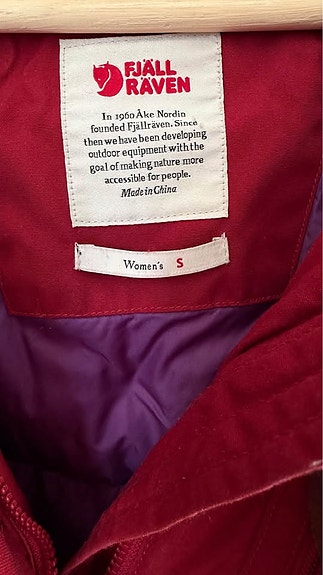 FJÄLL
RÄVEN
In 1960 Åke Nordin
founded Fjällräven. Since
then we have been developing
outdoor equipment with the
goal of making nature more
accessible for people.
Made in China
Women's S